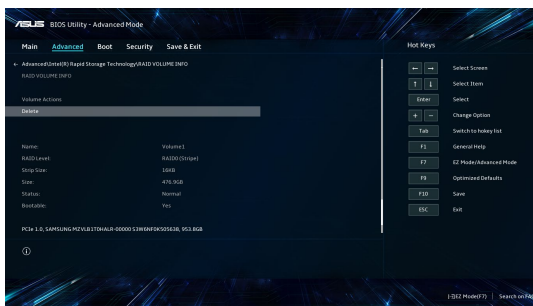 ASUS BIOS Utility - Advanced Mode
Main Advanced Boot Security Save & Exit
Hot Keys
← Advanced\Intel(R) Rapid Storage Technology\RAID VOLUME INFO
RAID VOLUME INFO
Volume Actions
Delete
Name: Volume1
RAID Level: RAID0 (Stripe)
Strip Size: 16KB
Size: 476.9GB
Status: Normal
Bootable: Yes
PCIe 1.0, SAMSUNG MZVLB1T0HALR-00000 S3W6NF0K505638, 953.8GB
← → Select Screen
↑ ↓ Select Item
Enter Select
+ − Change Option
Tab Switch to hokey list
F1 General Help
F7 EZ Mode/Advanced Mode
F9 Optimized Defaults
F10 Save
ESC Exit
EZ Mode(F7) | Search on FAQ